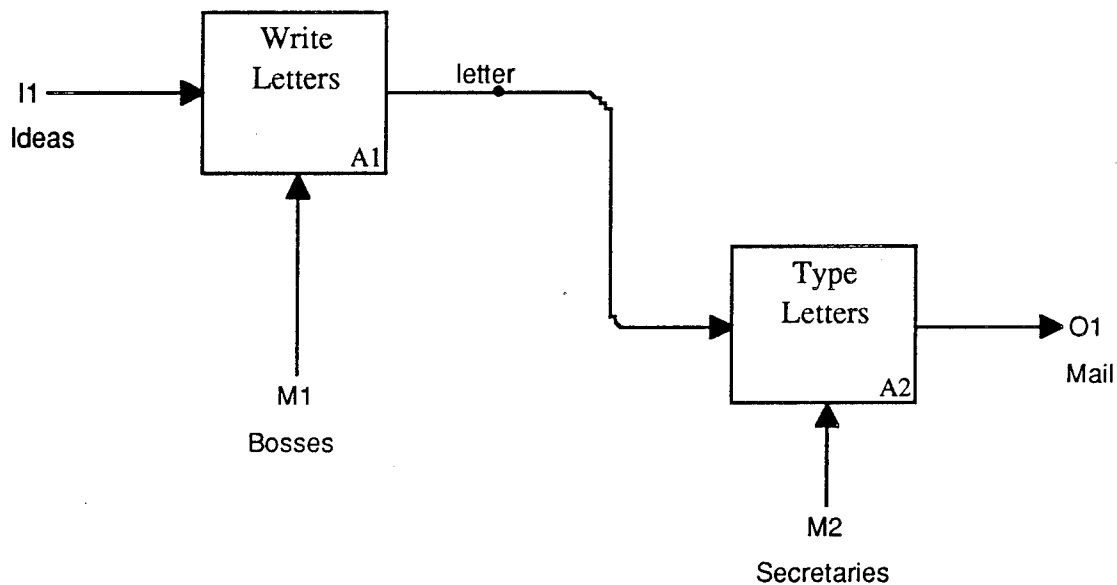 Write
Letters
A1
letter
I1
Ideas
M1
Bosses
Type
Letters
A2
O1
Mail
M2
Secretaries